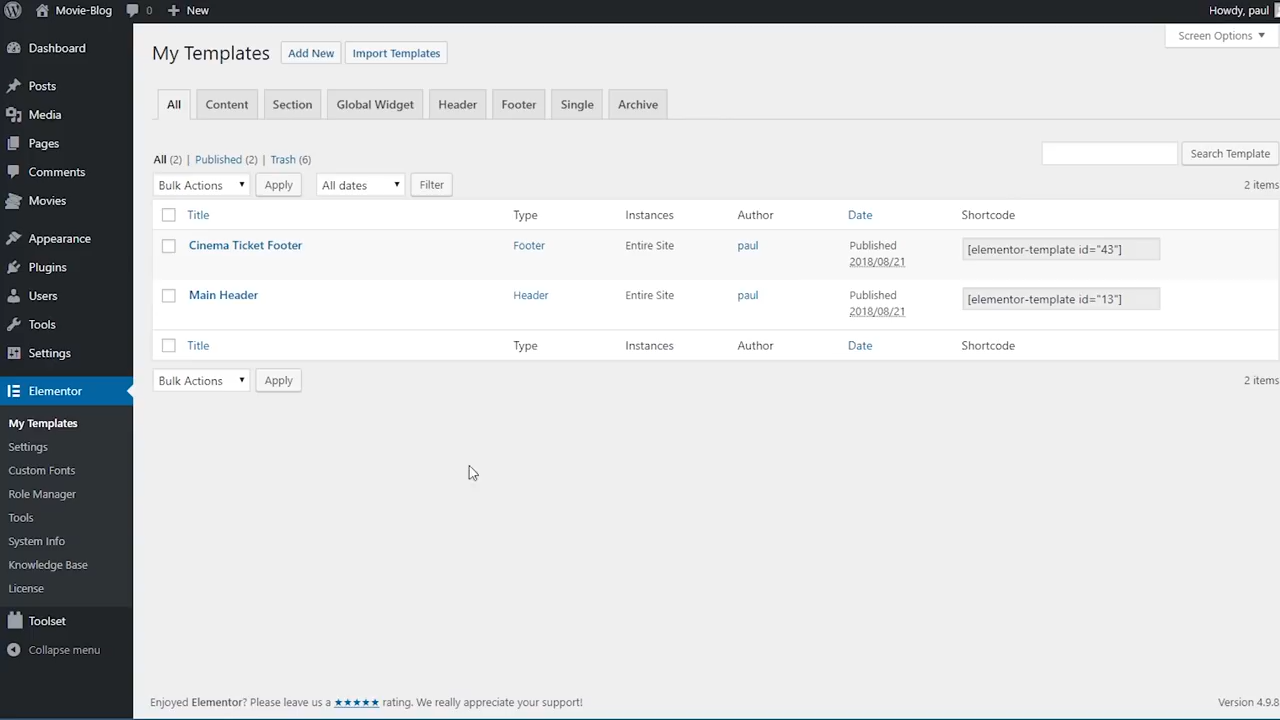 Movie-Blog 0 New Howdy, paul
Screen Options ▼
Dashboard
Posts
Media
Pages
Comments
Movies
Appearance
Plugins
Users
Tools
Settings
Elementor
My Templates
Settings
Custom Fonts
Role Manager
Tools
System Info
Knowledge Base
License
Toolset
Collapse menu
My Templates Add New Import Templates
All Content Section Global Widget Header Footer Single Archive
All (2) | Published (2) | Trash (6) Search Template
Bulk Actions Apply All dates Filter 2 items
Title Type Instances Author Date Shortcode
Cinema Ticket Footer Footer Entire Site paul Published [elementor-template id="43"]
2018/08/21
Main Header Header Entire Site paul Published [elementor-template id="13"]
2018/08/21
Title Type Instances Author Date Shortcode
Bulk Actions Apply 2 items
Enjoyed Elementor? Please leave us a ★★★★★ rating. We really appreciate your support! Version 4.9.8